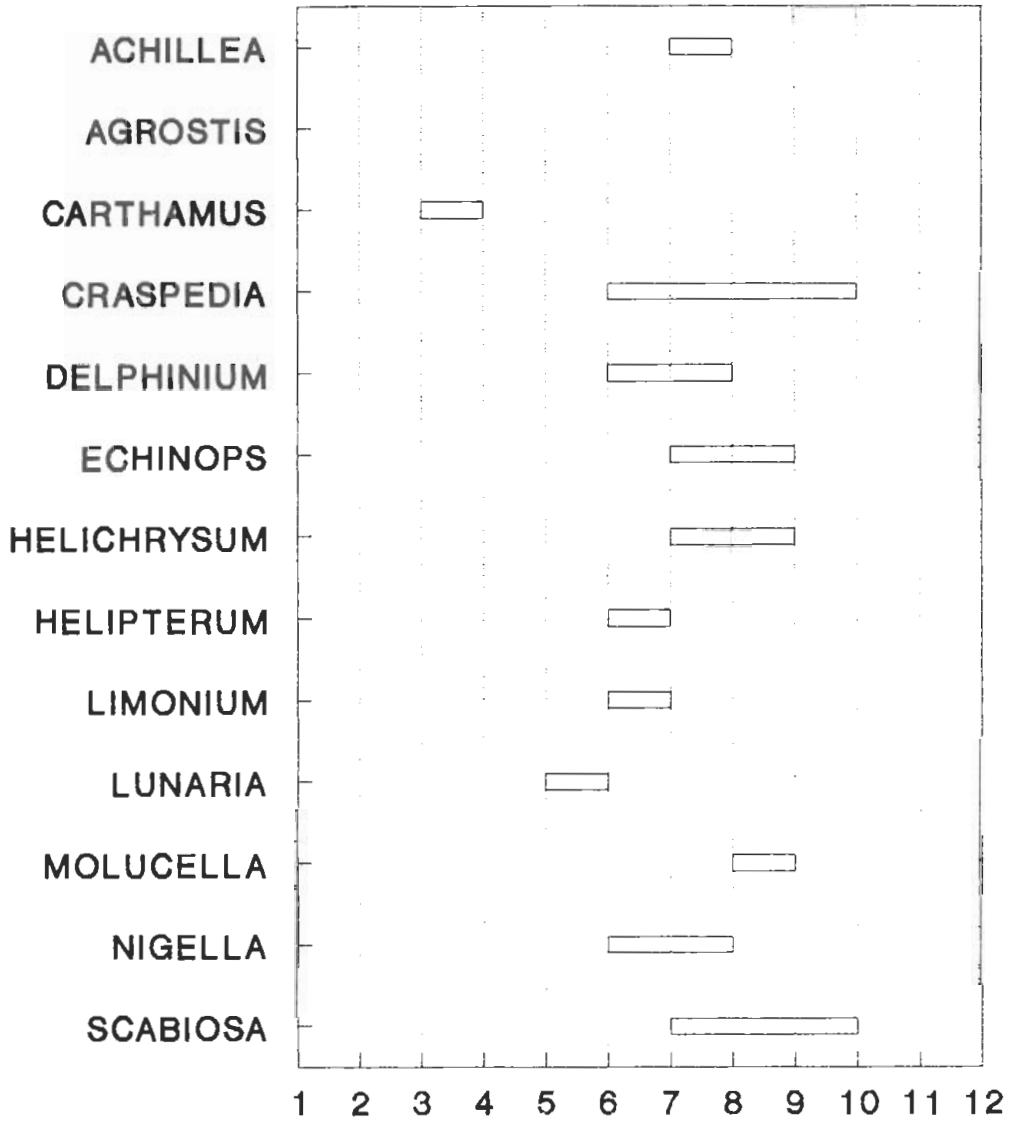 ACHILLEA
AGROSTIS
CARTHAMUS
CRASPEDIA
DELPHINIUM
ECHINOPS
HELICHRYSUM
HELIPTERUM
LIMONIUM
LUNARIA
MOLUCELLA
NIGELLA
SCABIOSA
1 2 3 4 5 6 7 8 9 10 11 12